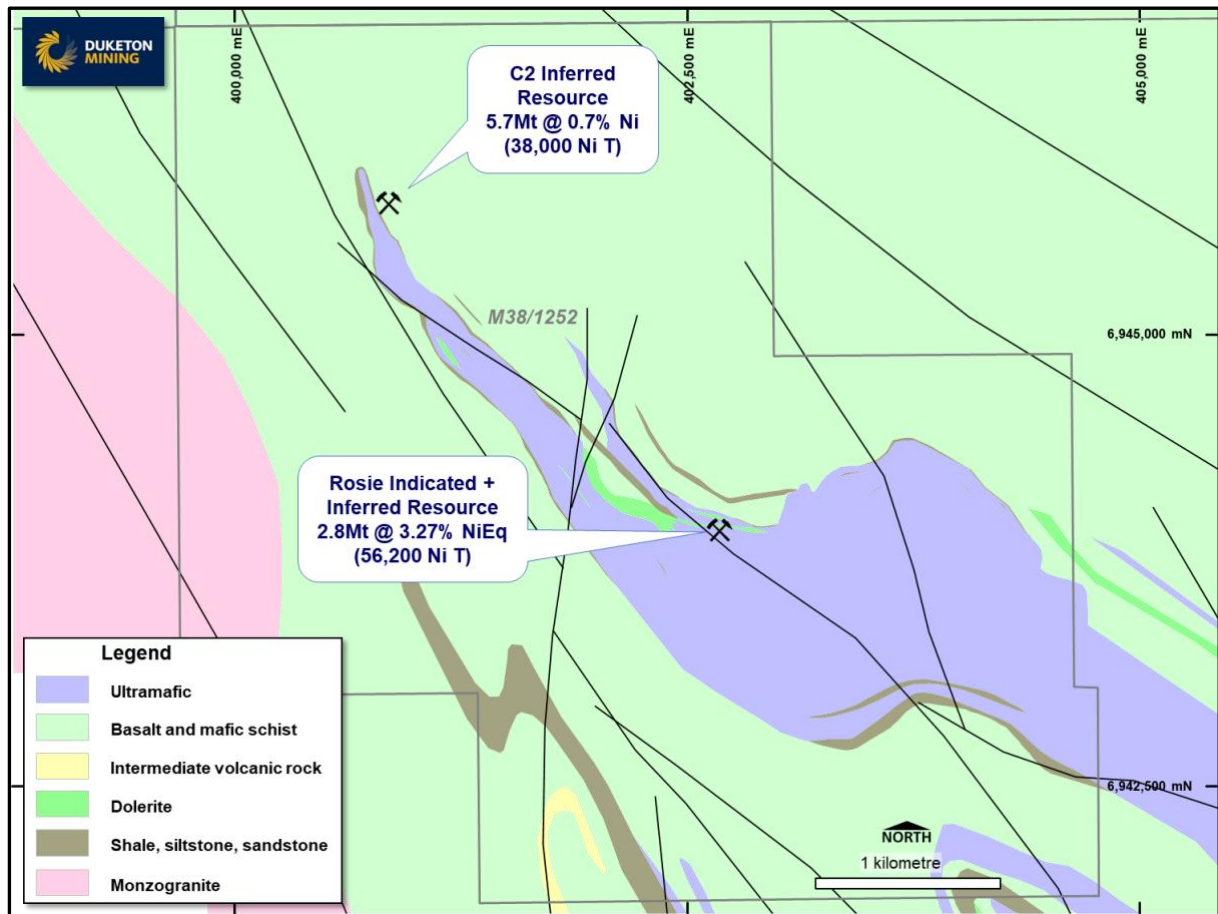 DUKETON
MINING
400,000 mE
402,500 mE
405,000 mE
C2 Inferred
Resource
5.7Mt @ 0.7% Ni
(38,000 Ni T)
M38/1252
6,945,000 mN
Rosie Indicated +
Inferred Resource
2.8Mt @ 3.27% NiEq
(56,200 Ni T)
Legend
Ultramafic
Basalt and mafic schist
Intermediate volcanic rock
Dolerite
Shale, siltstone, sandstone
Monzogranite
6,942,500 mN
NORTH
1 kilometre